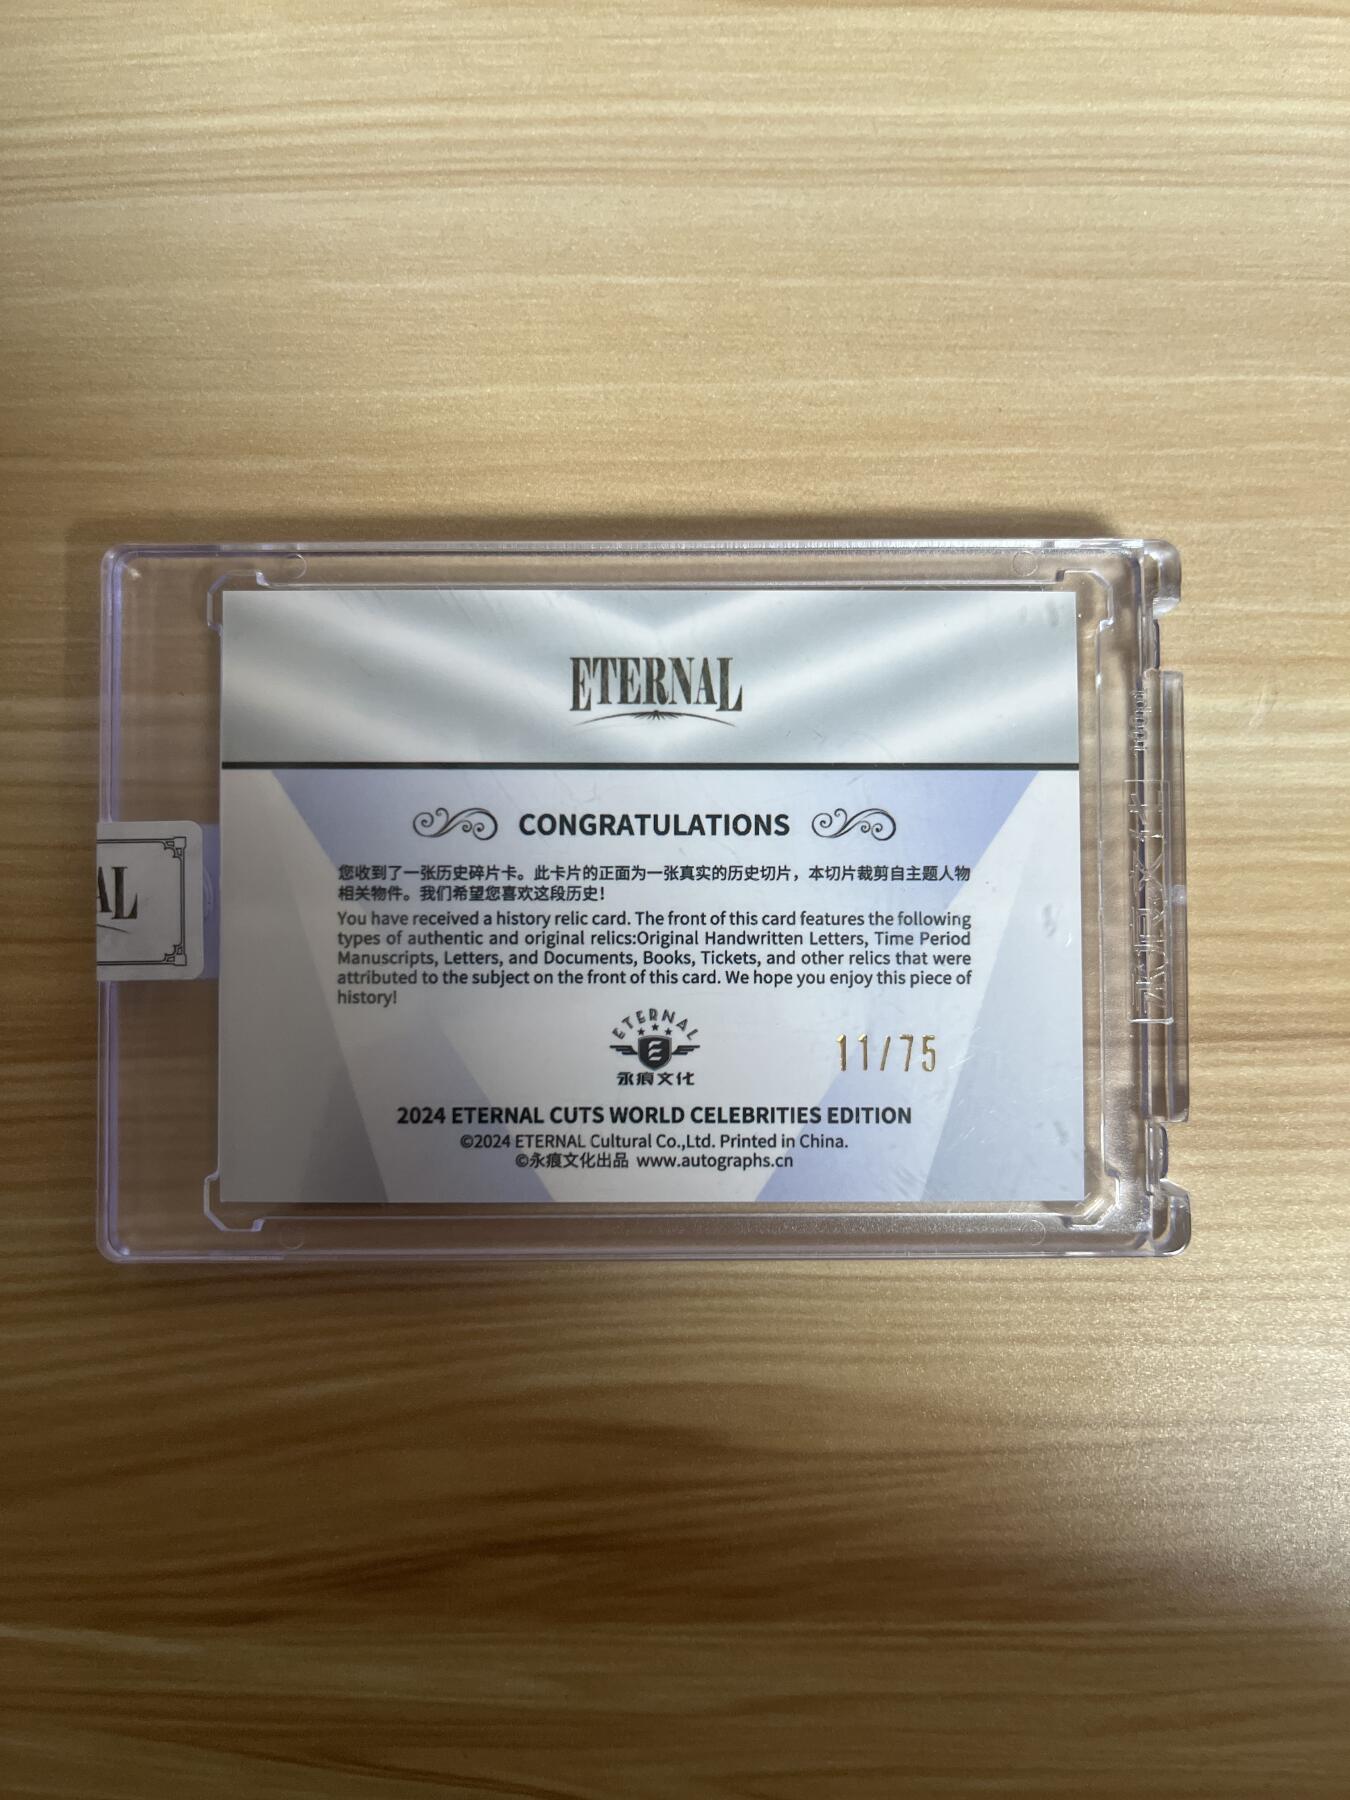 ETERNAL
CONGRATULATIONS
您收到了一张历史碎片卡。此卡片的正面为一张真实的历史切片，本切片裁剪自主题人物
相关物件。我们希望您喜欢这段历史！
You have received a history relic card. The front of this card features the following
types of authentic and original relics:Original Handwritten Letters, Time Period
Manuscripts, Letters, and Documents, Books, Tickets, and other relics that were
attributed to the subject on the front of this card. We hope you enjoy this piece of
history!
ETERNAL
永痕文化
11/75
2024 ETERNAL CUTS WORLD CELEBRITIES EDITION
©2024 ETERNAL Cultural Co.,Ltd. Printed in China.
©永痕文化出品 www.autographs.cn
AL
永痕文化